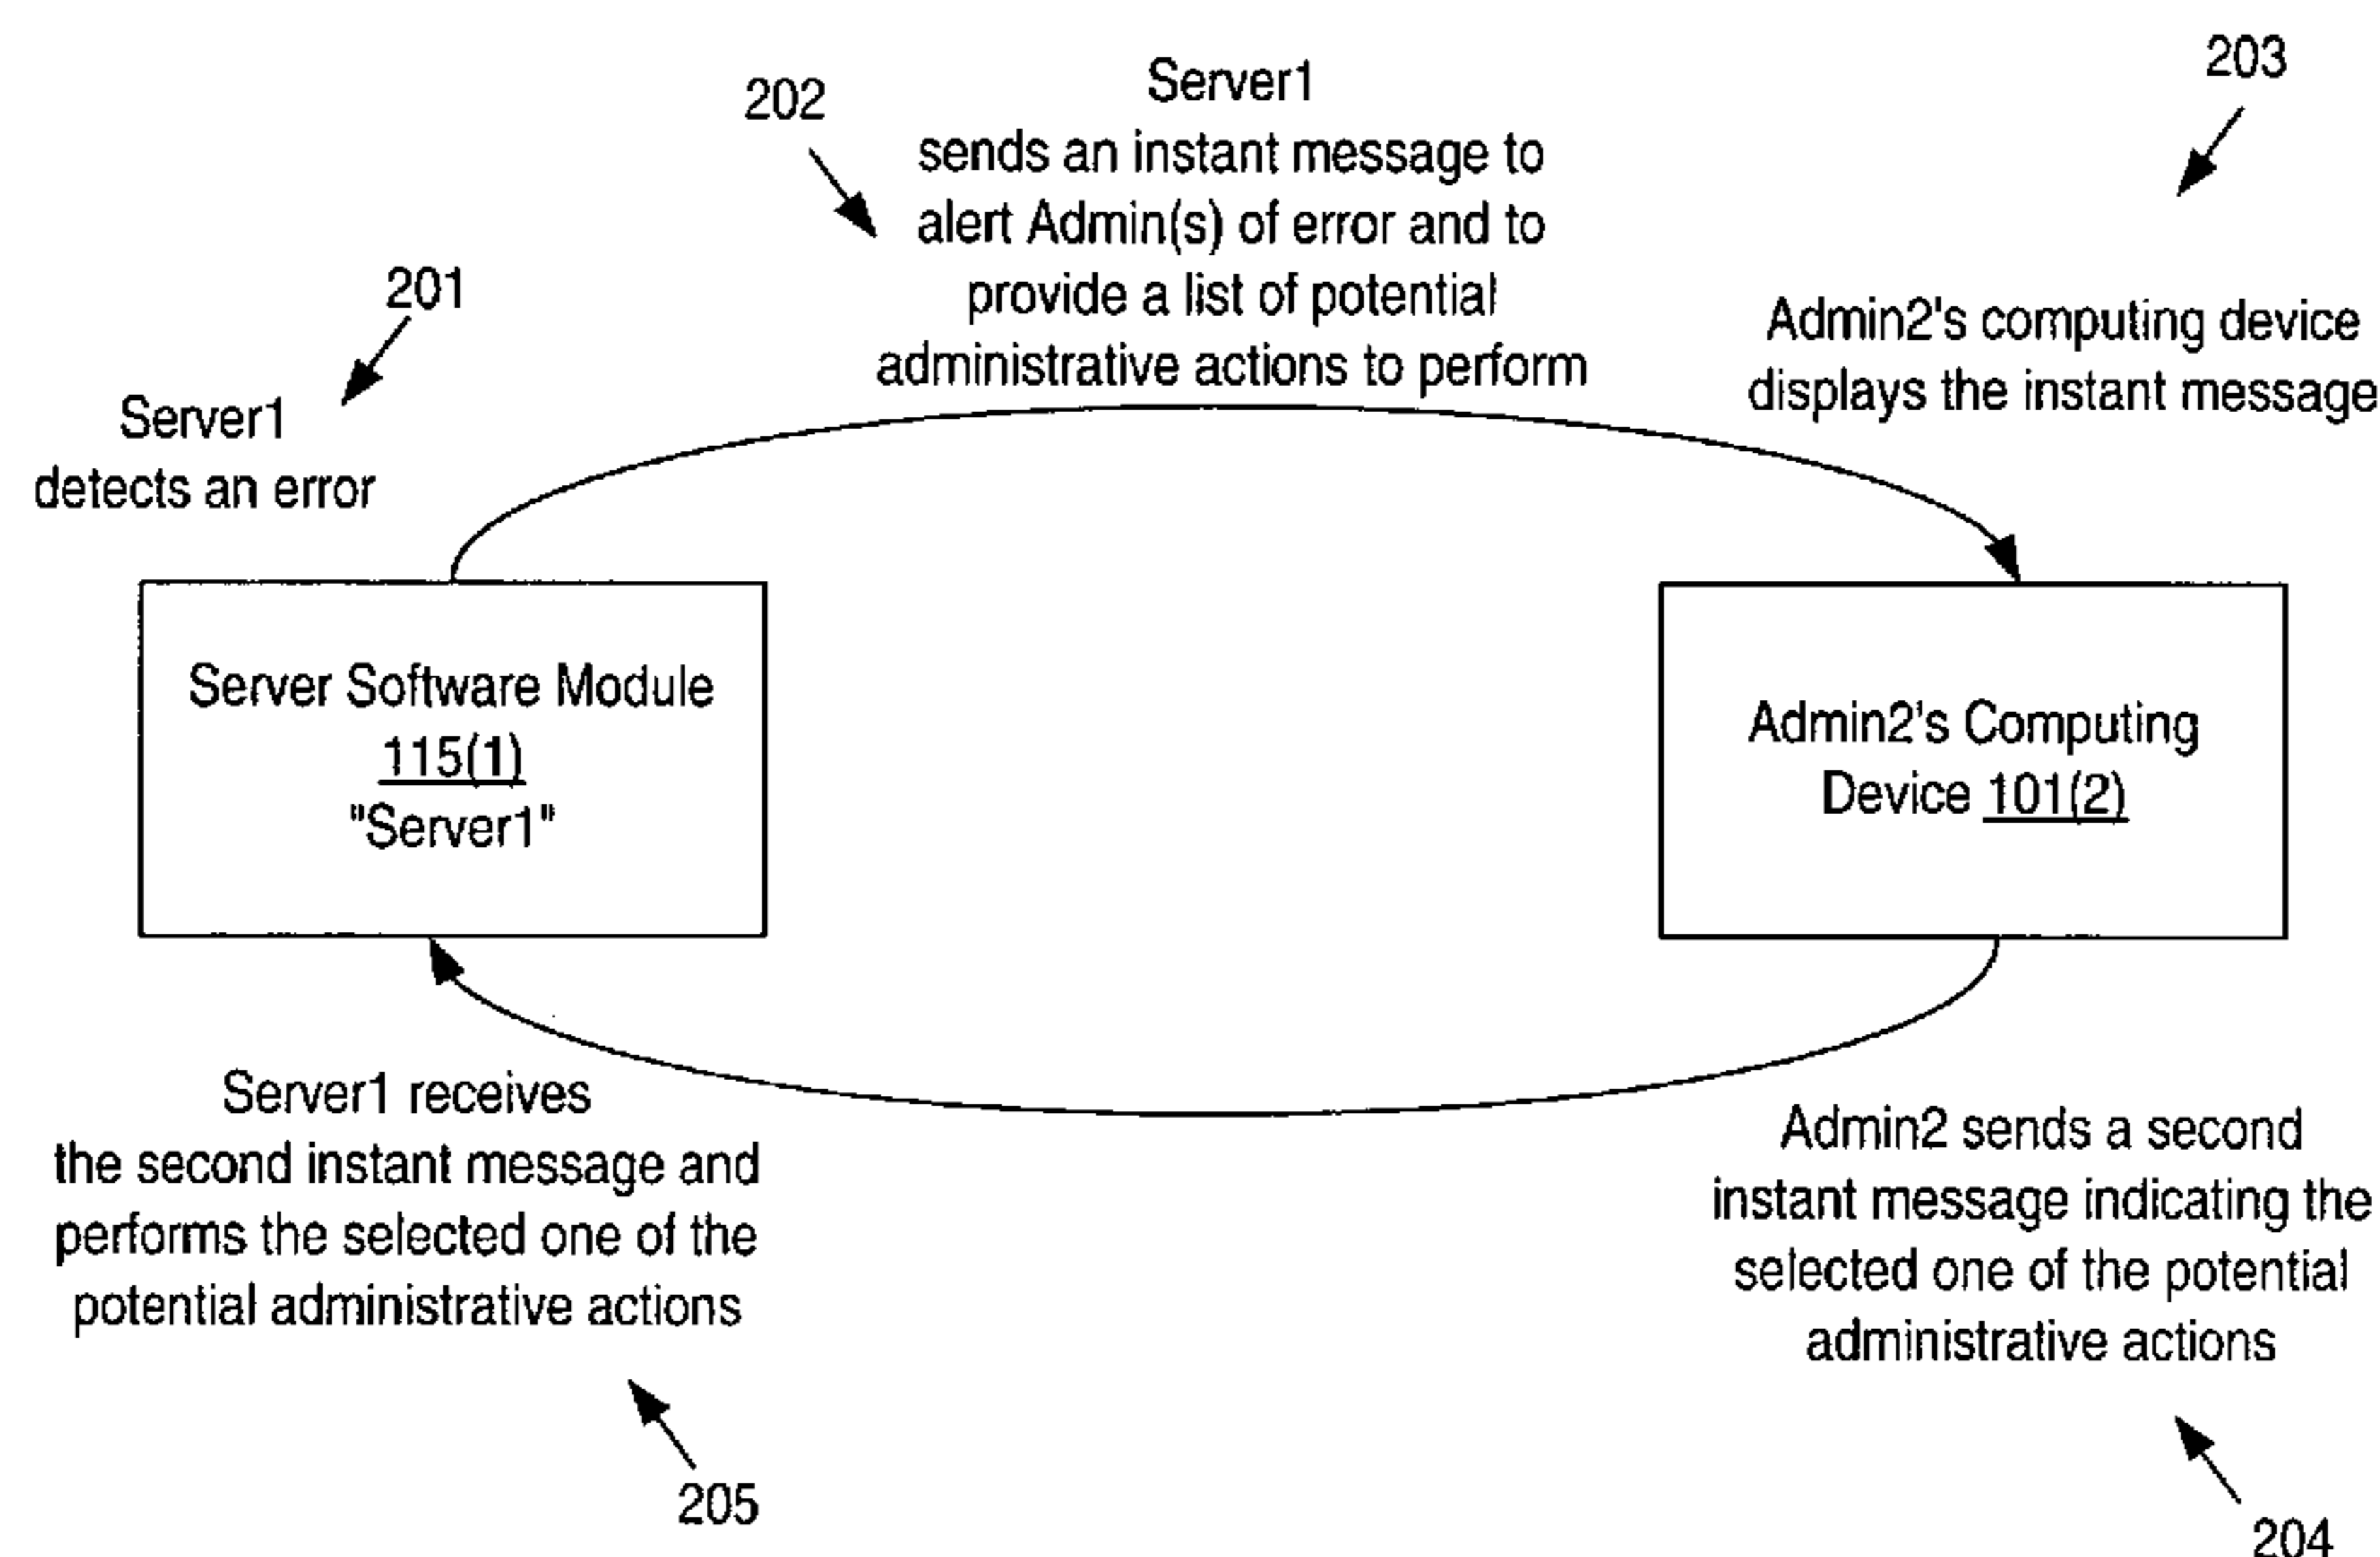 203
202
Server1
sends an instant message to
alert Admin(s) of error and to
provide a list of potential
administrative actions to perform
201
Server1
detects an error
Admin2's computing device
displays the instant message
Server Software Module
115(1)
"Server1"
Admin2's Computing
Device 101(2)
Server1 receives
the second instant message and
performs the selected one of the
potential administrative actions
205
Admin2 sends a second
instant message indicating the
selected one of the potential
administrative actions
204